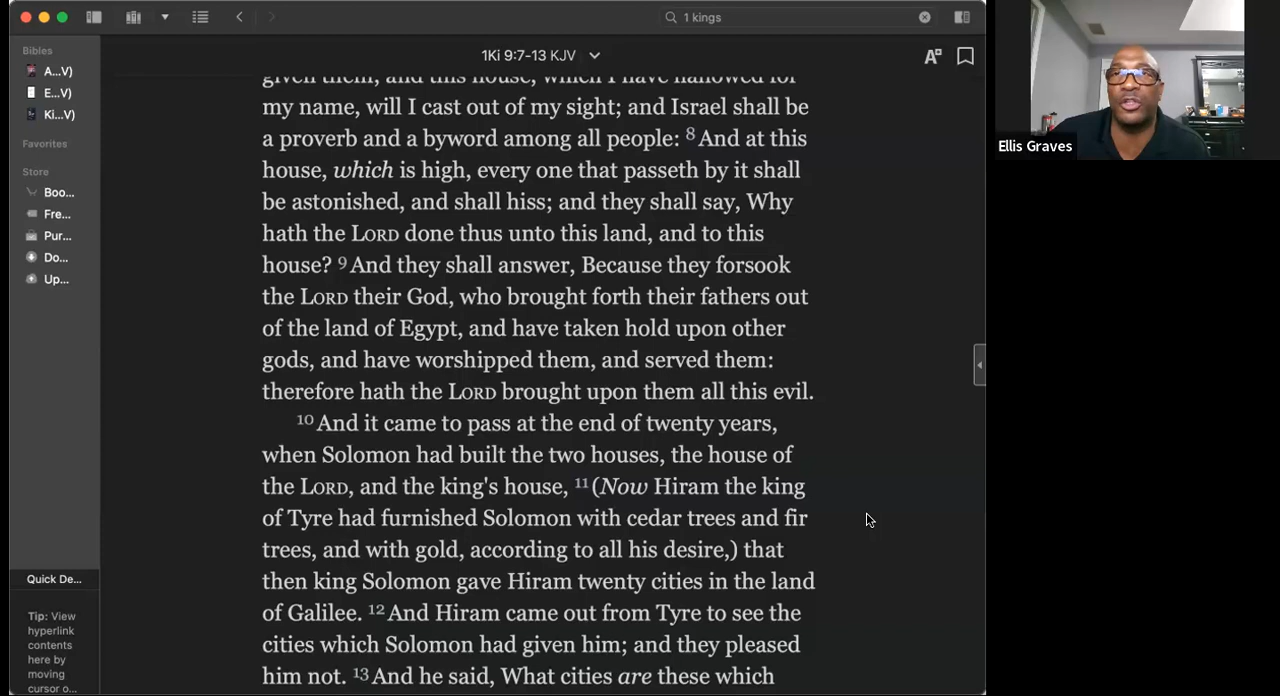 1 kings
Bibles
A...V)
E...V)
Ki...V)
Favorites
Store
Boo...
Fre...
Pur...
Do...
Up...
Quick De...
Tip: View
hyperlink
contents
here by
moving
cursor o...
1Ki 9:7-13 KJV
given them, and this house, which I have hallowed for
my name, will I cast out of my sight; and Israel shall be
a proverb and a byword among all people: 8 And at this
house, which is high, every one that passeth by it shall
be astonished, and shall hiss; and they shall say, Why
hath the LORD done thus unto this land, and to this
house? 9 And they shall answer, Because they forsook
the LORD their God, who brought forth their fathers out
of the land of Egypt, and have taken hold upon other
gods, and have worshipped them, and served them:
therefore hath the LORD brought upon them all this evil.
10 And it came to pass at the end of twenty years,
when Solomon had built the two houses, the house of
the LORD, and the king's house, 11 (Now Hiram the king
of Tyre had furnished Solomon with cedar trees and fir
trees, and with gold, according to all his desire,) that
then king Solomon gave Hiram twenty cities in the land
of Galilee. 12 And Hiram came out from Tyre to see the
cities which Solomon had given him; and they pleased
him not. 13 And he said, What cities are these which
Ellis Graves